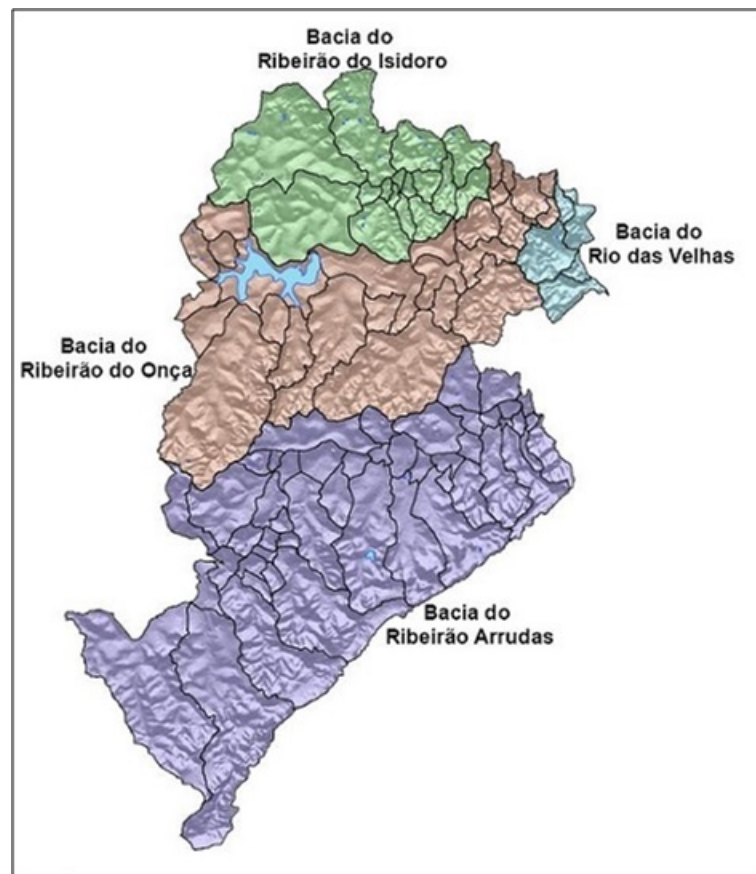 Bacia do
Ribeirão do Isidoro
Bacia do
Rio das Velhas
Bacia do
Ribeirão do Onça
Bacia do
Ribeirão Arrudas